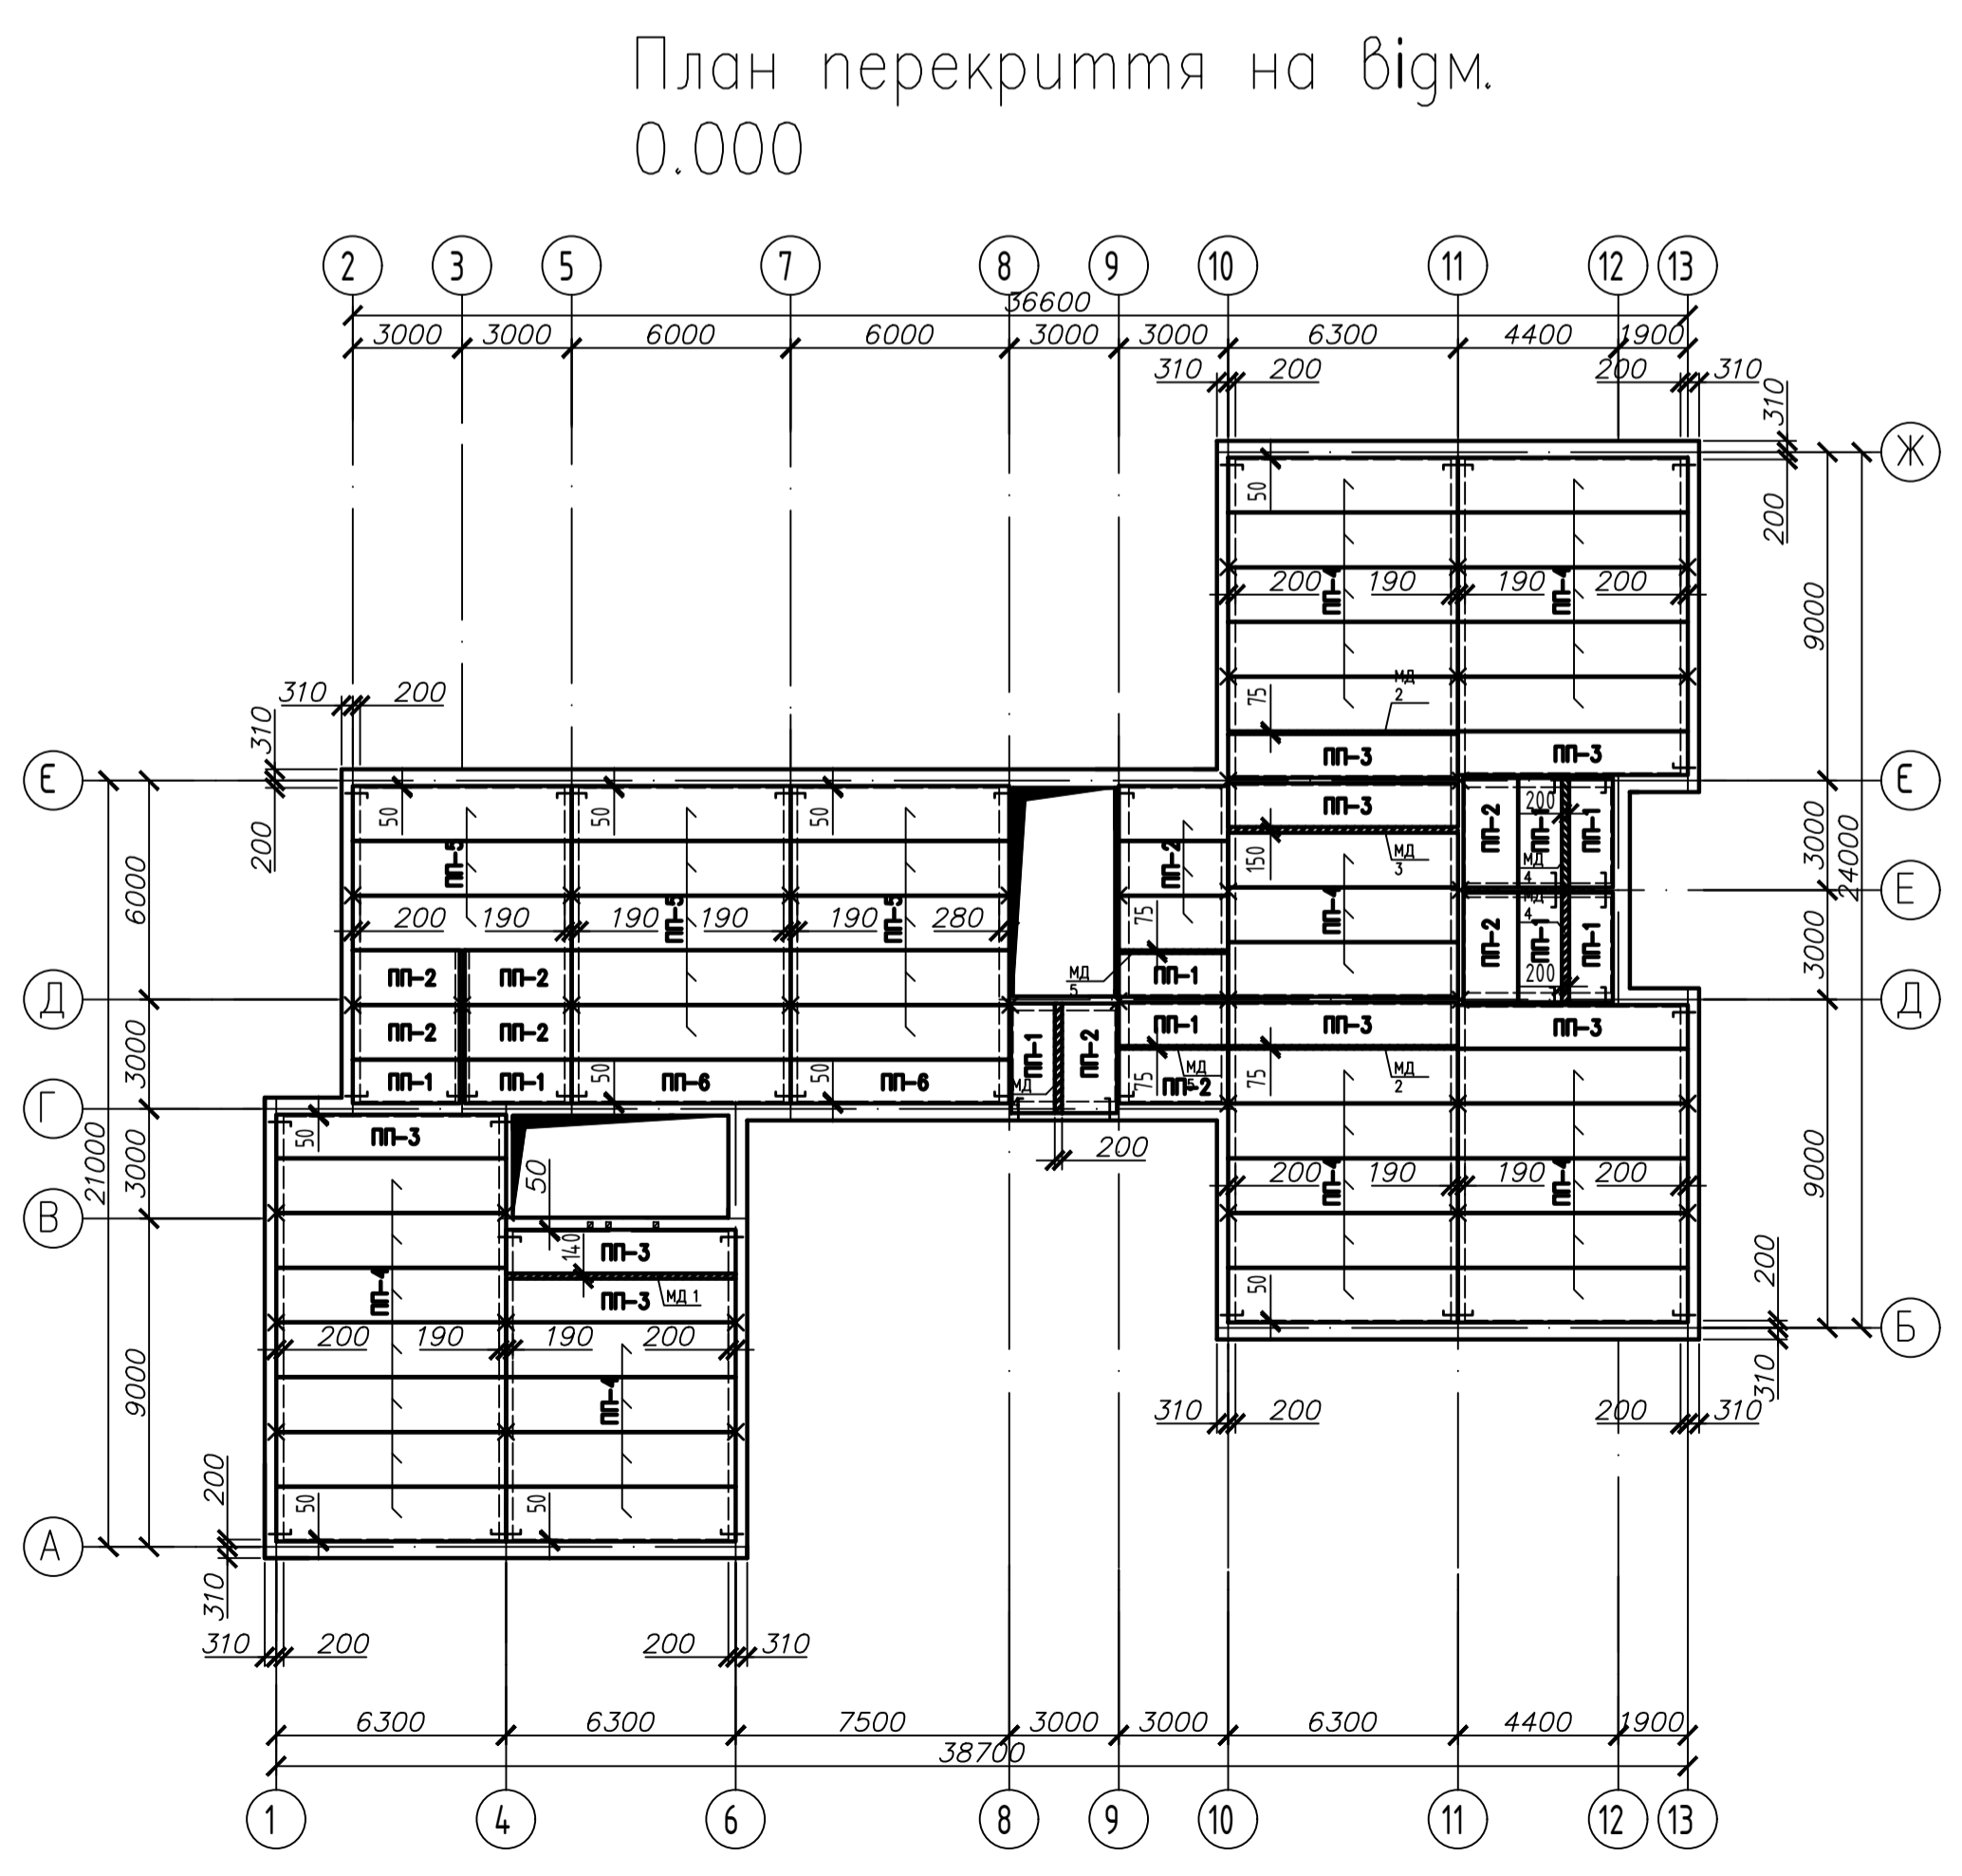 План перекриття на відм.
0.000
2 3 5 7 8 9 10 11 12 13
36600
3000 3000 6000 6000 3000 3000 6300 4400 1900
310 200 200 310
310
Ж
200
50
200 190 190 200
ПП-4 ПП-4
9000
МД
2
75
310 200
310
ПП-3 ПП-3
Є Є
200
50 50 50
ПП-3
200
ПП-2 ПП-1 ПП-1
3000
24000
ПП-5 ПП-2
150
МД
3
МД
4
6000
Е
200 190 190 190 190 280
ПП-5 ПП-5
ПП-4
75
МД
4
ПП-2 ПП-1 ПП-1
3000
200
ПП-2 ПП-2
МД
5
ПП-1
Д Д
ПП-2 ПП-2
ПП-1 ПП-3 ПП-3
3000
ПП-1 ПП-1
50
ПП-6
50
ПП-6
ПП-1 ПП-2
МД
75
МД
5
ПП-2
75
МД
2
Г
50
ПП-3
200
21000
3000
50
200 190 190 200
ПП-4 ПП-4
9000
В
140
ПП-3
ПП-3
МД 1
ПП-4
50
200
Б
310
200 190 190 200
9000
ПП-4
310 200 200 310
200
50 50
А
310
310 200 200 310
6300 6300 7500 3000 3000 6300 4400 1900
38700
1 4 6 8 9 10 11 12 13